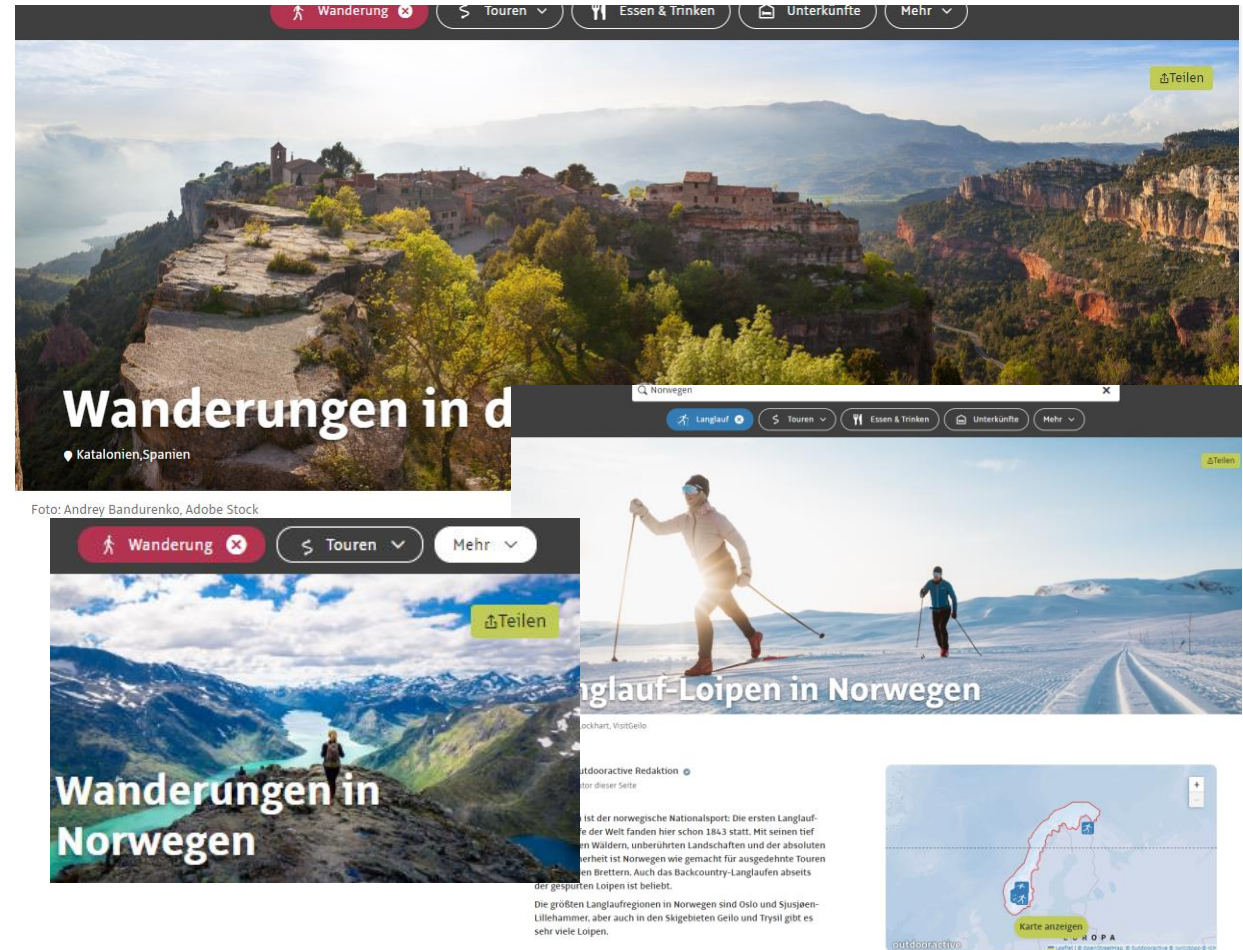 Wanderung
Touren
Essen & Trinken
Unterkünfte
Mehr
Teilen
Wanderungen in d
Katalonien,Spanien
Foto: Andrey Bandurenko, Adobe Stock
Norwegen
Langlauf
Touren
Essen & Trinken
Unterkünfte
Mehr
Teilen
nglauf-Loipen in Norwegen
ockhart, VisitGeilo
Wanderung
Touren
Mehr
Teilen
Wanderungen in
Norwegen
utdooractive Redaktion
tor dieser Seite
ist der norwegische Nationalsport: Die ersten Langlauf-
fe der Welt fanden hier schon 1843 statt. Mit seinen tief
en Wäldern, unberührten Landschaften und der absoluten
erheit ist Norwegen wie gemacht für ausgedehnte Touren
en Brettern. Auch das Backcountry-Langlaufen abseits
der gespurten Loipen ist beliebt.
Die größten Langlaufregionen in Norwegen sind Oslo und Sjusjøen-
Lillehammer, aber auch in den Skigebieten Geilo und Trysil gibt es
sehr viele Loipen.
+
-
Karte anzeigen
R O P A
outdooractive
Leaflet | © OpenStreetMap, © Outdooractive